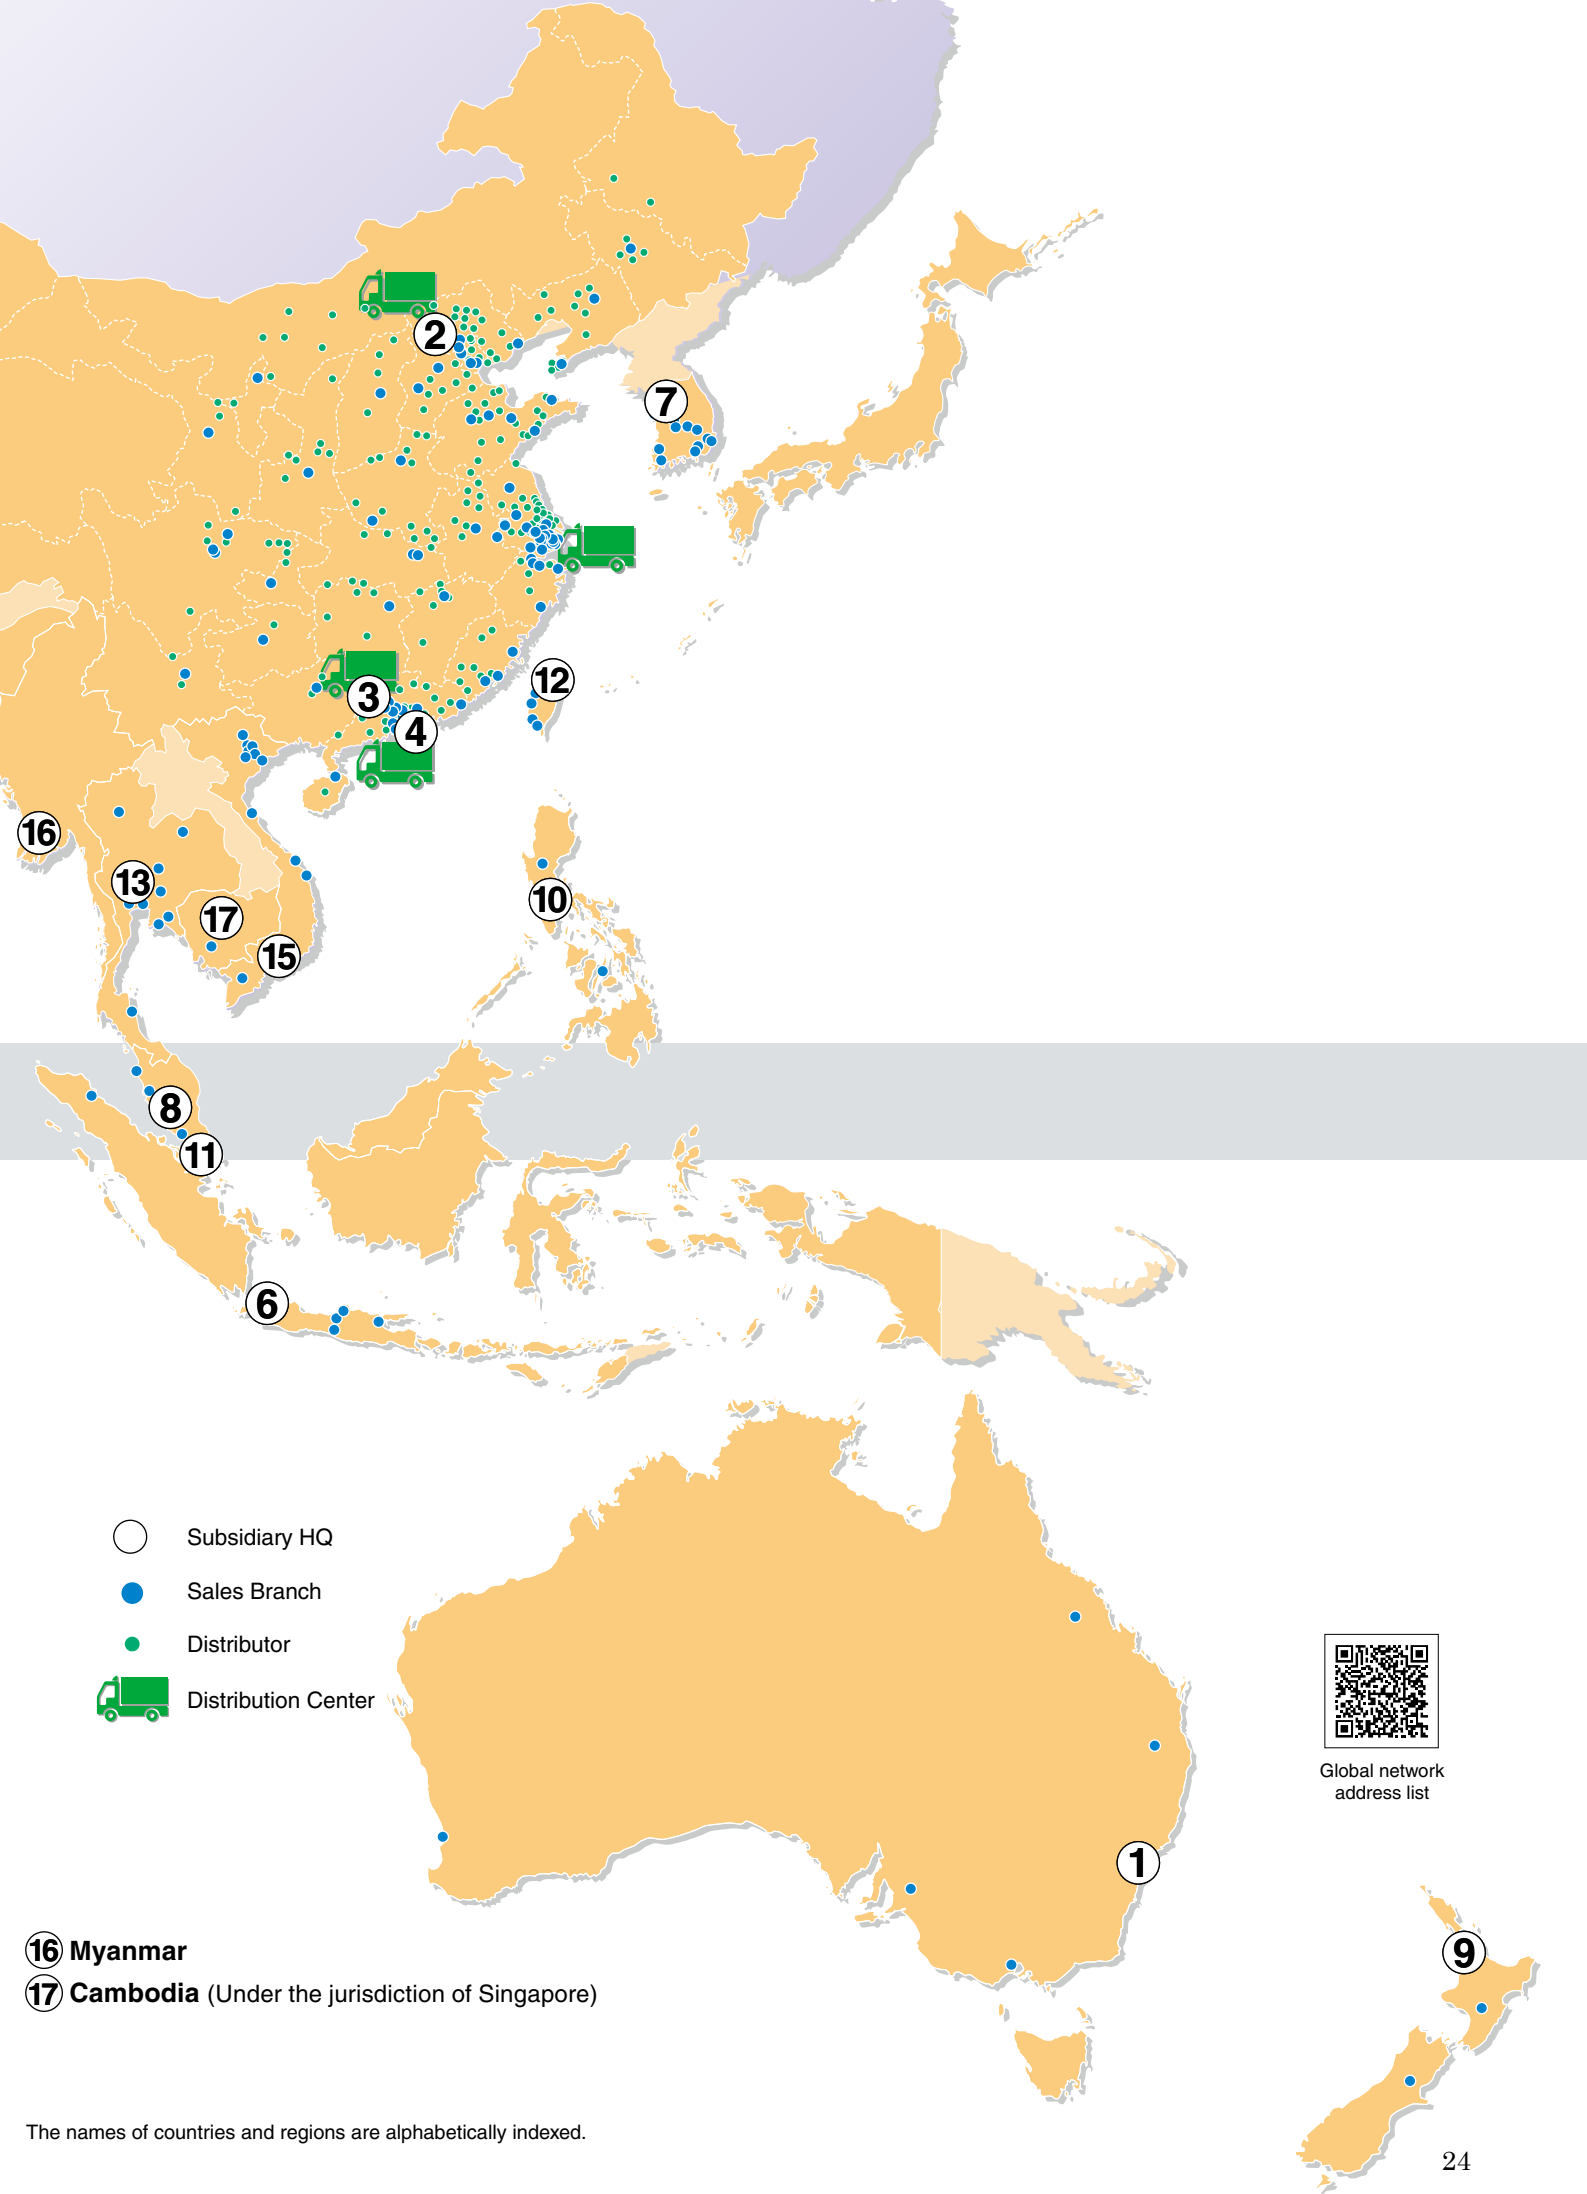 2
7
12
3
4
16
13
10
17
15
8
11
6
Subsidiary HQ
Sales Branch
Distributor
Distribution Center
Global network
address list
1
9
16 Myanmar
17 Cambodia (Under the jurisdiction of Singapore)
The names of countries and regions are alphabetically indexed.
24